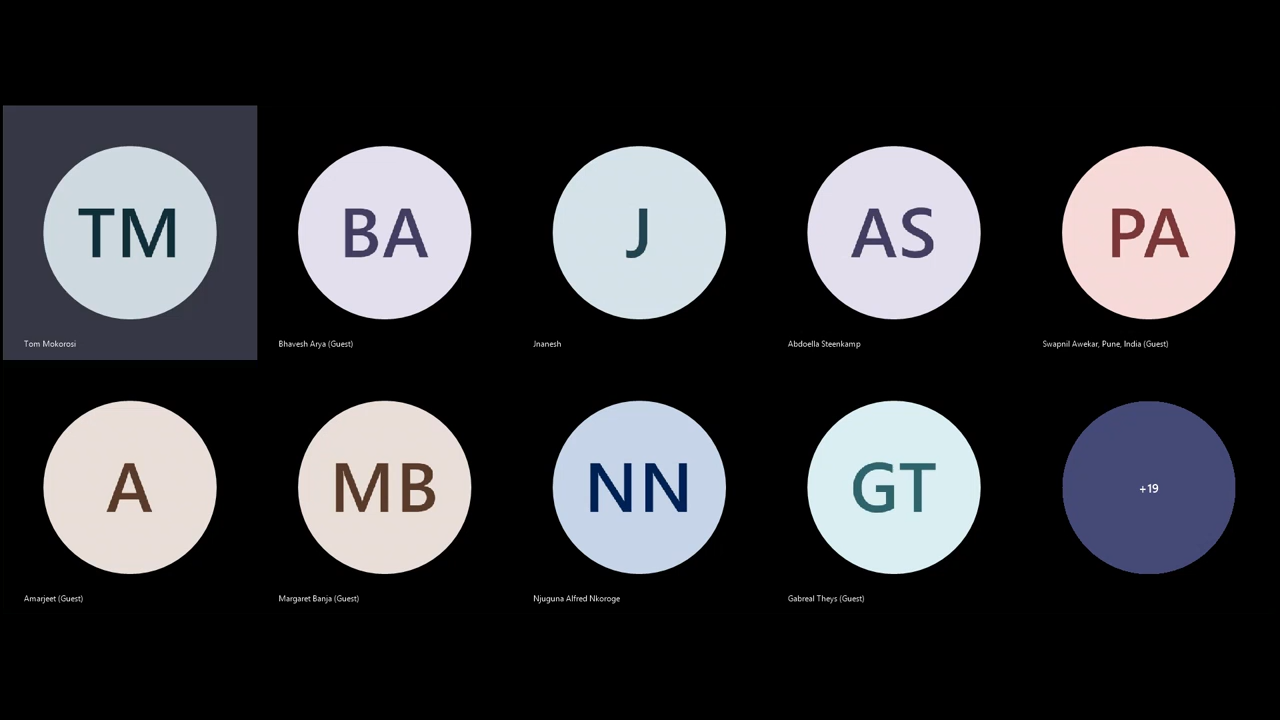 TM
BA
J
AS
PA
Tom Mokorosi
Bhavesh Arya (Guest)
Jnanesh
Abdoella Steenkamp
Swapnil Awekar, Pune, India (Guest)
A
MB
NN
GT
+19
Amarjeet (Guest)
Margaret Banja (Guest)
Njuguna Alfred Nkoroge
Gabreal Theys (Guest)